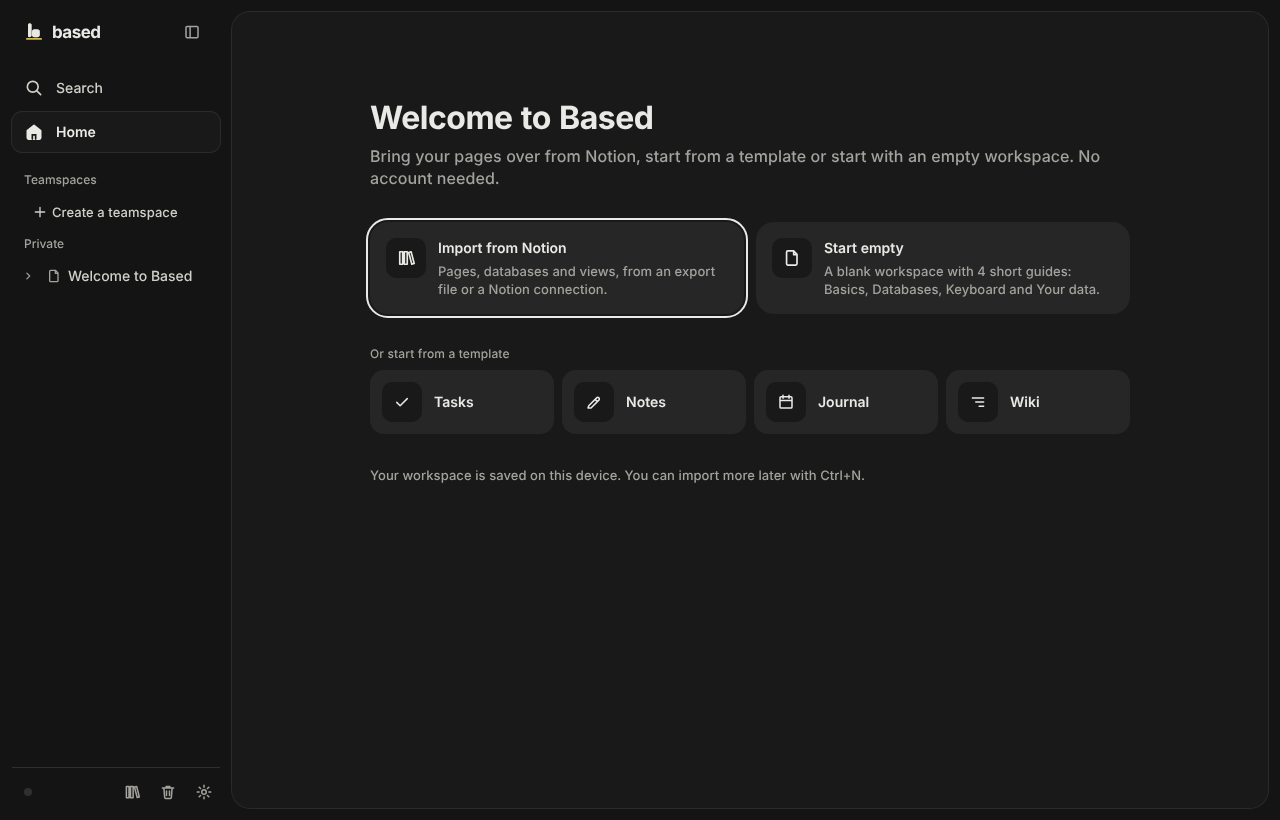 based
Search
Home
Teamspaces
Create a teamspace
Private
Welcome to Based
Welcome to Based
Bring your pages over from Notion, start from a template or start with an empty workspace. No
account needed.
Import from Notion
Pages, databases and views, from an export
file or a Notion connection.
Start empty
A blank workspace with 4 short guides:
Basics, Databases, Keyboard and Your data.
Or start from a template
Tasks
Notes
Journal
Wiki
Your workspace is saved on this device. You can import more later with Ctrl+N.